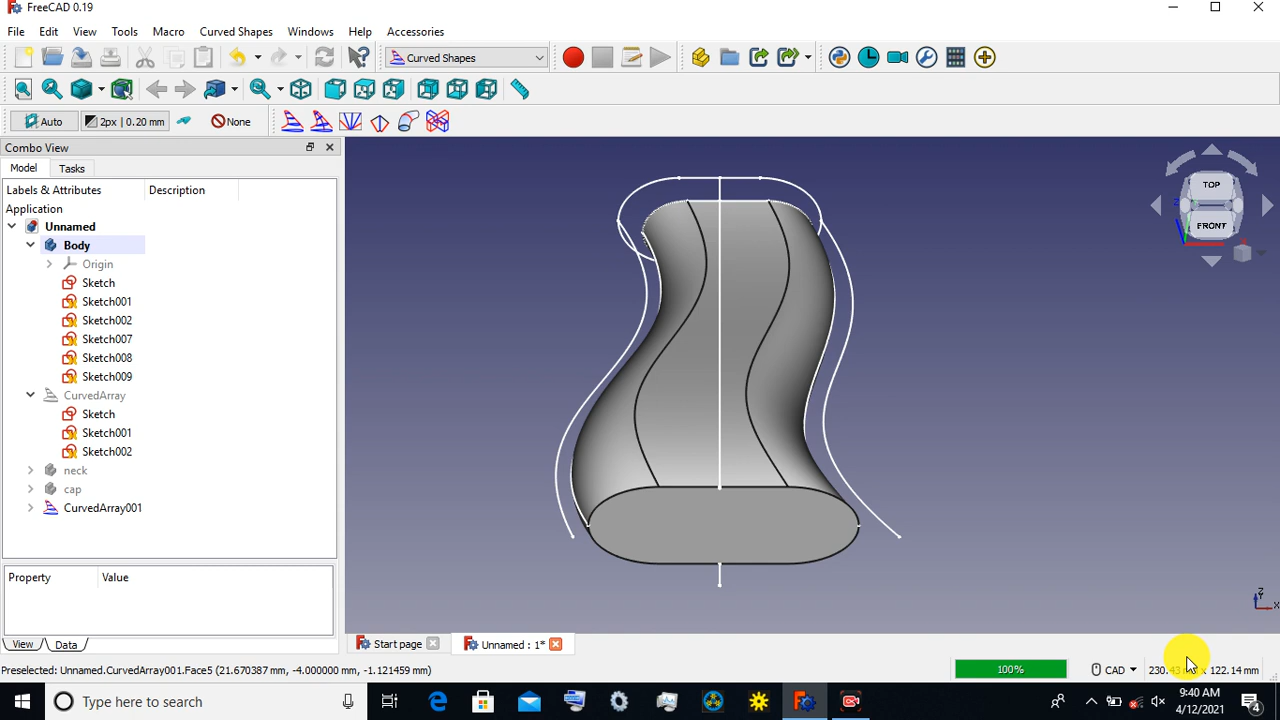 FreeCAD 0.19
File Edit View Tools Macro Curved Shapes Windows Help Accessories
Curved Shapes
Auto 2px | 0.20 mm None
Combo View
Model Tasks
Labels & Attributes Description
Application
Unnamed
Body
Origin
Sketch
Sketch001
Sketch002
Sketch007
Sketch008
Sketch009
CurvedArray
Sketch
Sketch001
Sketch002
neck
cap
CurvedArray001
Property Value
View Data
TOP
FRONT
Start page Unnamed : 1*
Preselected: Unnamed.CurvedArray001.Face5 (21.670387 mm, -4.000000 mm, -1.121459 mm)
100%
CAD
122.14 mm
Type here to search
9:40 AM
4/12/2021
4